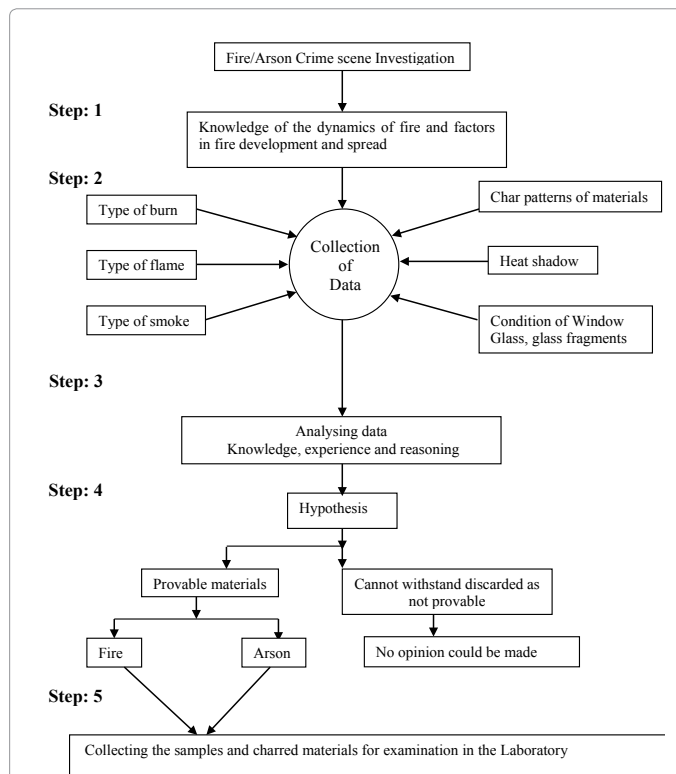 Fire/Arson Crime scene Investigation
Step: 1
Knowledge of the dynamics of fire and factors
in fire development and spread
Step: 2
Type of burn
Char patterns of materials
Collection
of
Data
Type of flame
Heat shadow
Type of smoke
Condition of Window
Glass, glass fragments
Step: 3
Analysing data
Knowledge, experience and reasoning
Step: 4
Hypothesis
Provable materials
Cannot withstand discarded as
not provable
Fire
Arson
No opinion could be made
Step: 5
Collecting the samples and charred materials for examination in the Laboratory